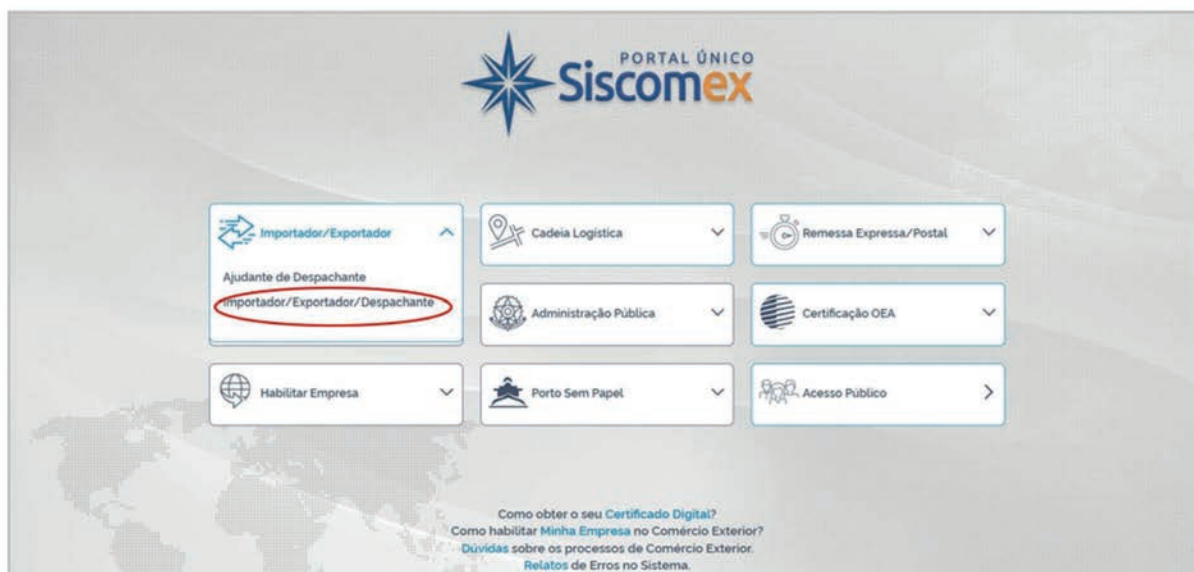 PORTAL ÚNICO
Siscomex
Importador/Exportador
Ajudante de Despachante
Importador/Exportador/Despachante
Cadeia Logística
Remessa Expressa/Postal
Administração Pública
Certificação OEA
Habilitar Empresa
Porto Sem Papel
Acesso Público
Como obter o seu Certificado Digital?
Como habilitar Minha Empresa no Comércio Exterior?
Dúvidas sobre os processos de Comércio Exterior.
Relatos de Erros no Sistema.